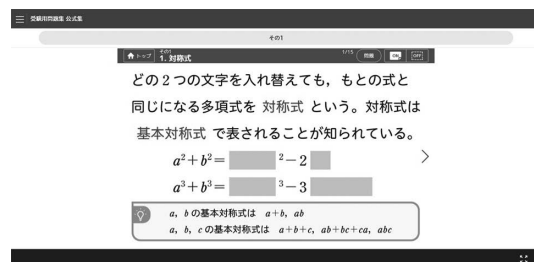 受験用問題集 公式集
その1
トップ
その1
1. 対称式
1/15
問題
ON
OFF
どの2つの文字を入れ替えても，もとの式と
同じになる多項式を 対称式 という。対称式は
基本対称式 で表されることが知られている。
a²+b²= ²−2
a³+b³= ³−3
a，b の基本対称式は a+b，ab
a，b，c の基本対称式は a+b+c，ab+bc+ca，abc